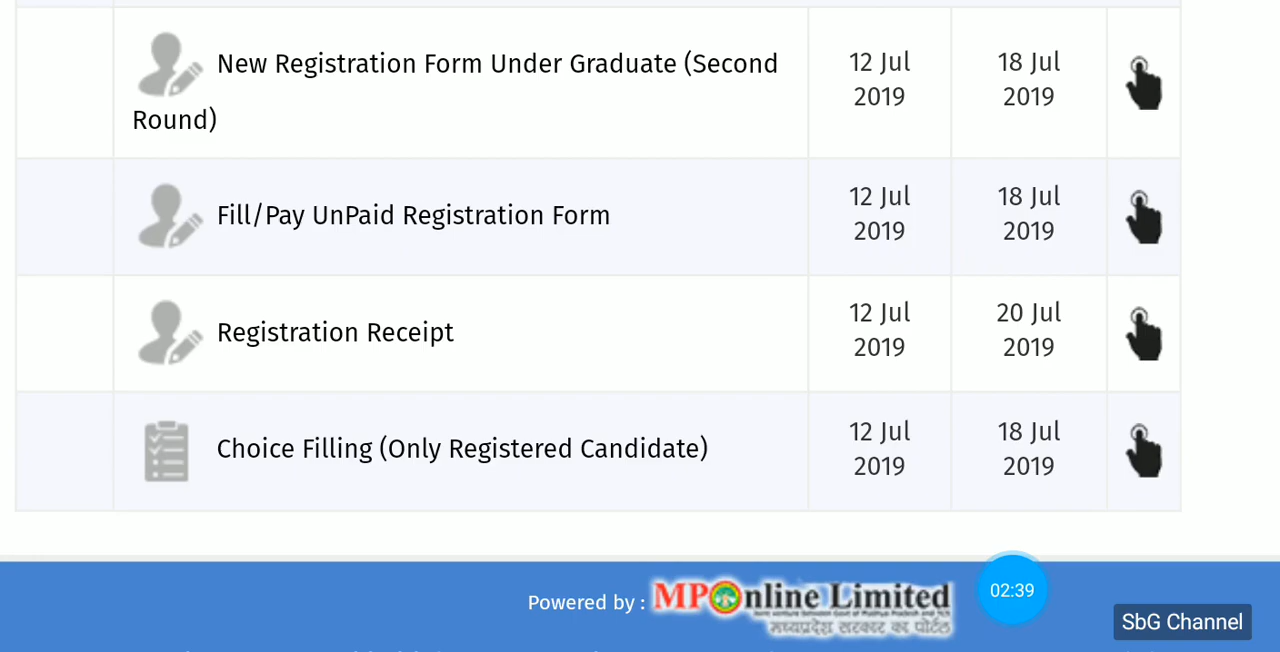 New Registration Form Under Graduate (Second
Round)
12 Jul
2019
18 Jul
2019
Fill/Pay UnPaid Registration Form
12 Jul
2019
18 Jul
2019
Registration Receipt
12 Jul
2019
20 Jul
2019
Choice Filling (Only Registered Candidate)
12 Jul
2019
18 Jul
2019
Powered by : MPOnline Limited
मध्यप्रदेश सरकार का पोर्टल
02:39
SbG Channel